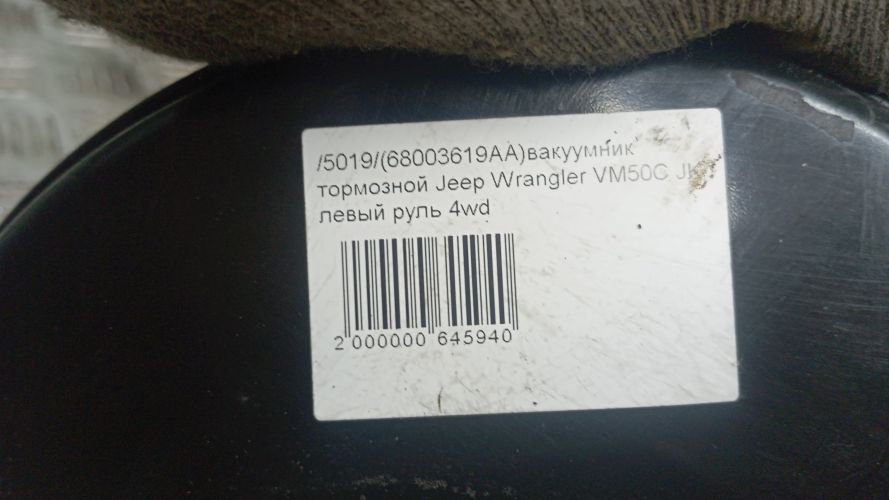 /5019/(68003619AA)вакуумник
тормозной Jeep Wrangler VM50C
левый руль 4wd
2 000000 645940